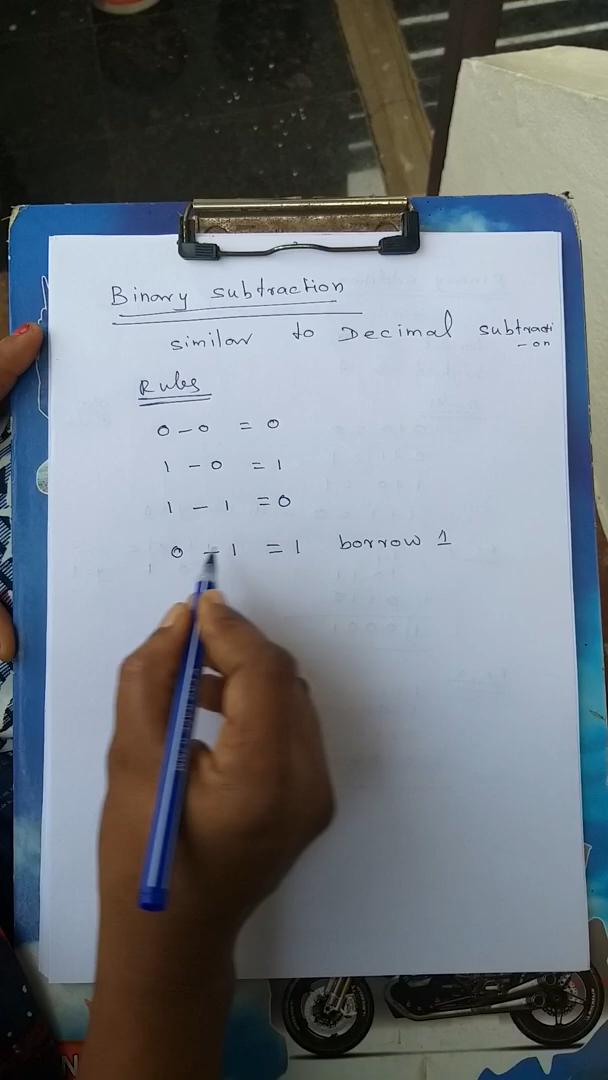 Binary subtraction
similar to Decimal subtracti
-on
Rules
0 - 0 = 0
1 - 0 = 1
1 - 1 = 0
0 - 1 = 1 borrow 1